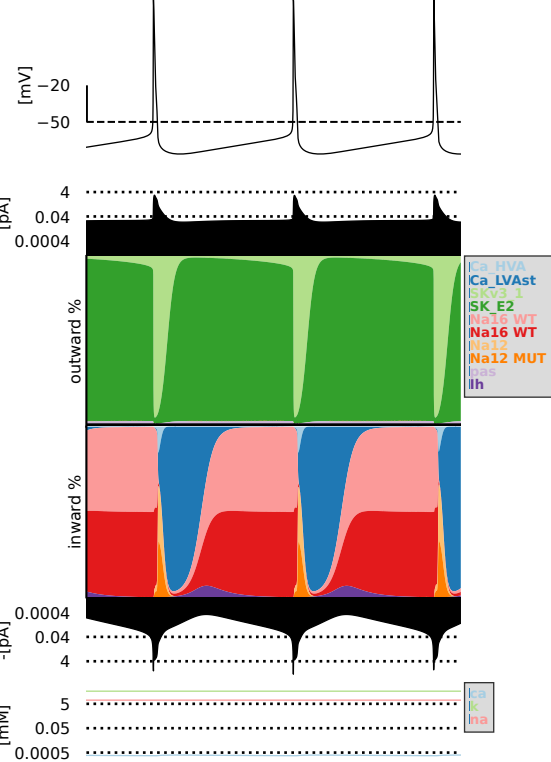 [mV]
−20
−50
[pA]
4
0.04
0.0004
outward %
Ca_HVA
Ca_LVAst
SKv3_1
SK_E2
Na16 WT
Na16 WT
Na12
Na12 MUT
pas
Ih
inward %
-[pA]
0.0004
0.04
4
[mM]
5
0.05
0.0005
ca
k
na